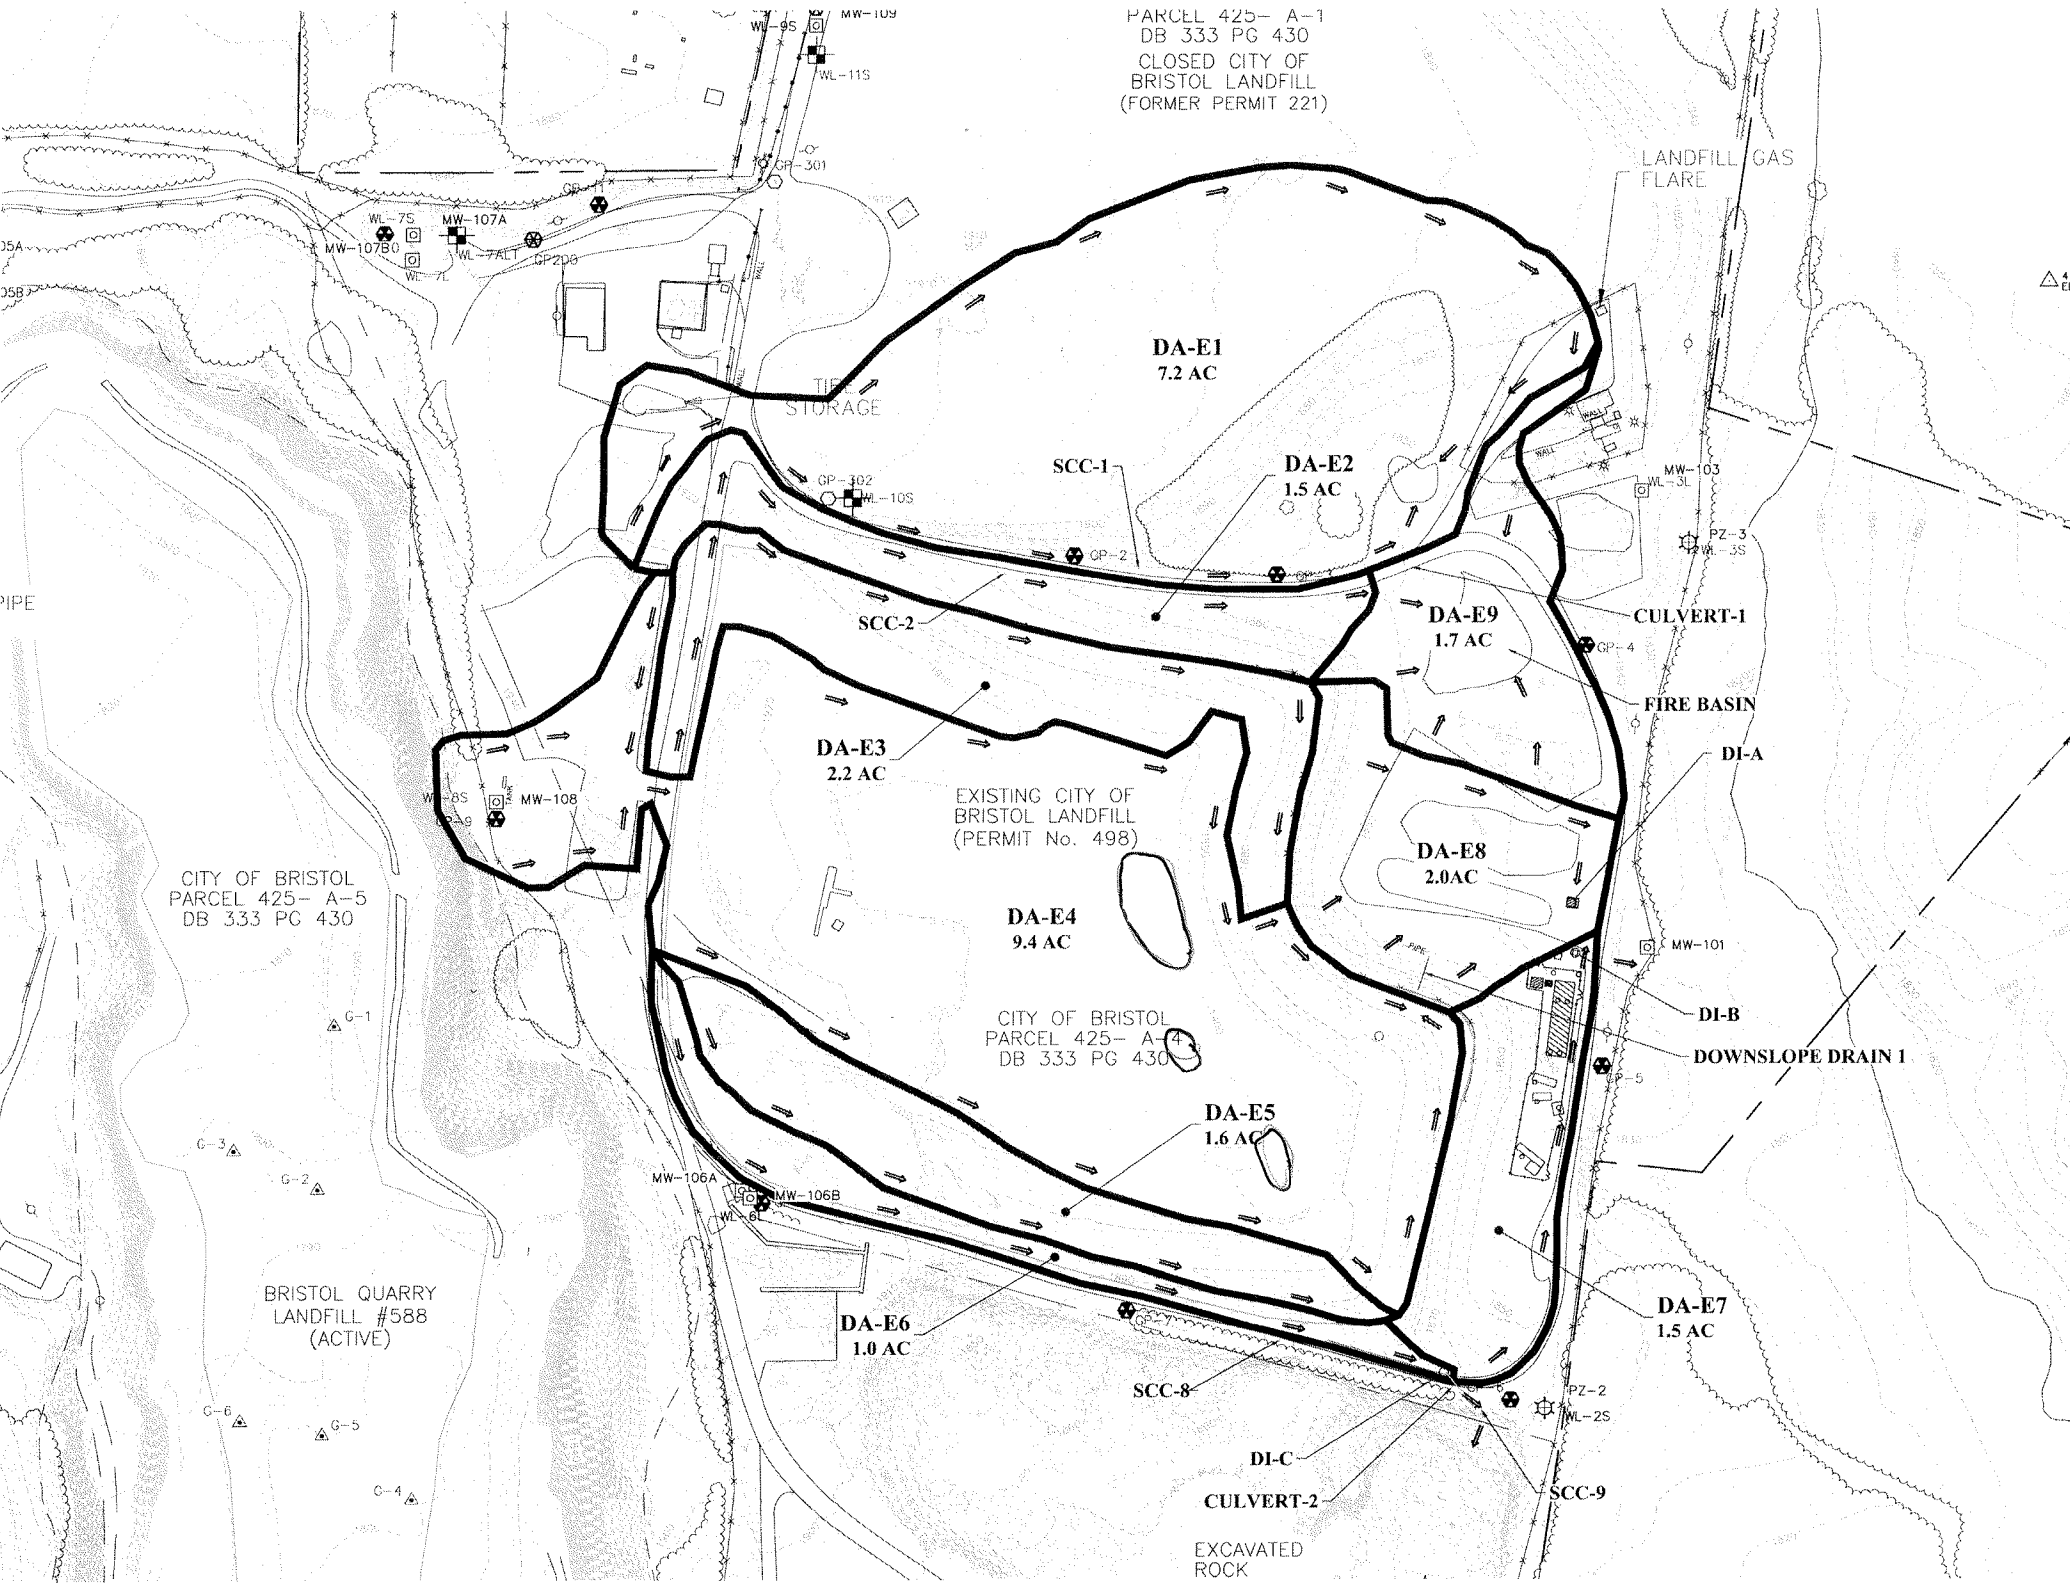 PARCEL 425- A-1
DB 333 PG 430
CLOSED CITY OF
BRISTOL LANDFILL
(FORMER PERMIT 221)
WL-9S
MW-109
WL-11S
LANDFILL GAS
FLARE
GP-301
WL-7S
MW-107A
MW-107B
WL-7L
WL-7ALT
GP200
05A
05B
TIRE
STORAGE
DA-E1
7.2 AC
SCC-1
DA-E2
1.5 AC
GP-302
WL-10S
GP-2
WALL
WALL
MW-103
WL-3L
PZ-3
WL-3S
PIPE
SCC-2
DA-E9
1.7 AC
CULVERT-1
GP-4
FIRE BASIN
DI-A
DA-E3
2.2 AC
EXISTING CITY OF
BRISTOL LANDFILL
(PERMIT No. 498)
WL-8S
MW-108
GP-9
DA-E8
2.0AC
CITY OF BRISTOL
PARCEL 425- A-5
DB 333 PG 430
DA-E4
9.4 AC
PIPE
MW-101
DI-B
CITY OF BRISTOL
PARCEL 425- A-4
DB 333 PG 430
DOWNSLOPE DRAIN 1
GP-5
G-1
G-3
G-2
DA-E5
1.6 AC
MW-106A
MW-106B
WL-6L
BRISTOL QUARRY
LANDFILL #588
(ACTIVE)
DA-E6
1.0 AC
DA-E7
1.5 AC
SCC-8
PZ-2
WL-2S
G-6
G-5
G-4
DI-C
CULVERT-2
SCC-9
EXCAVATED
ROCK